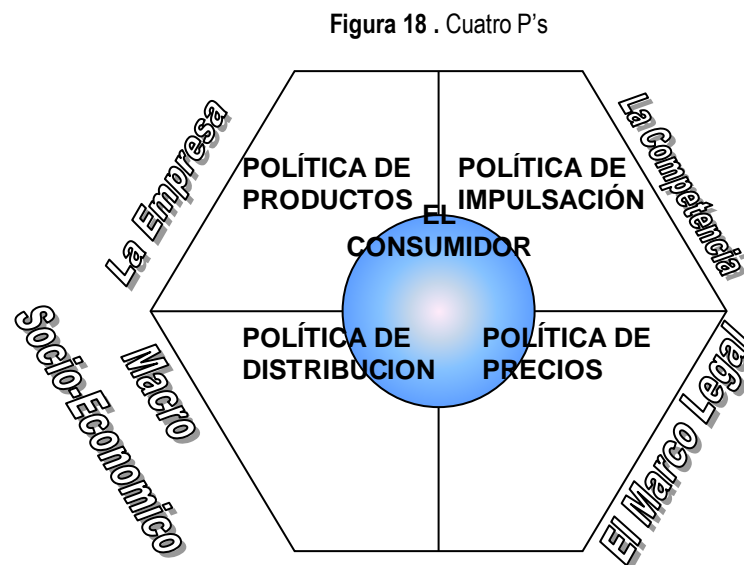 Figura 18 . Cuatro P's
La Empresa
La Competencia
POLÍTICA DE
PRODUCTOS
POLÍTICA DE
IMPULSACIÓN
EL
CONSUMIDOR
POLÍTICA DE
DISTRIBUCION
POLÍTICA DE
PRECIOS
Macro
Socio-Economico
El Marco Legal